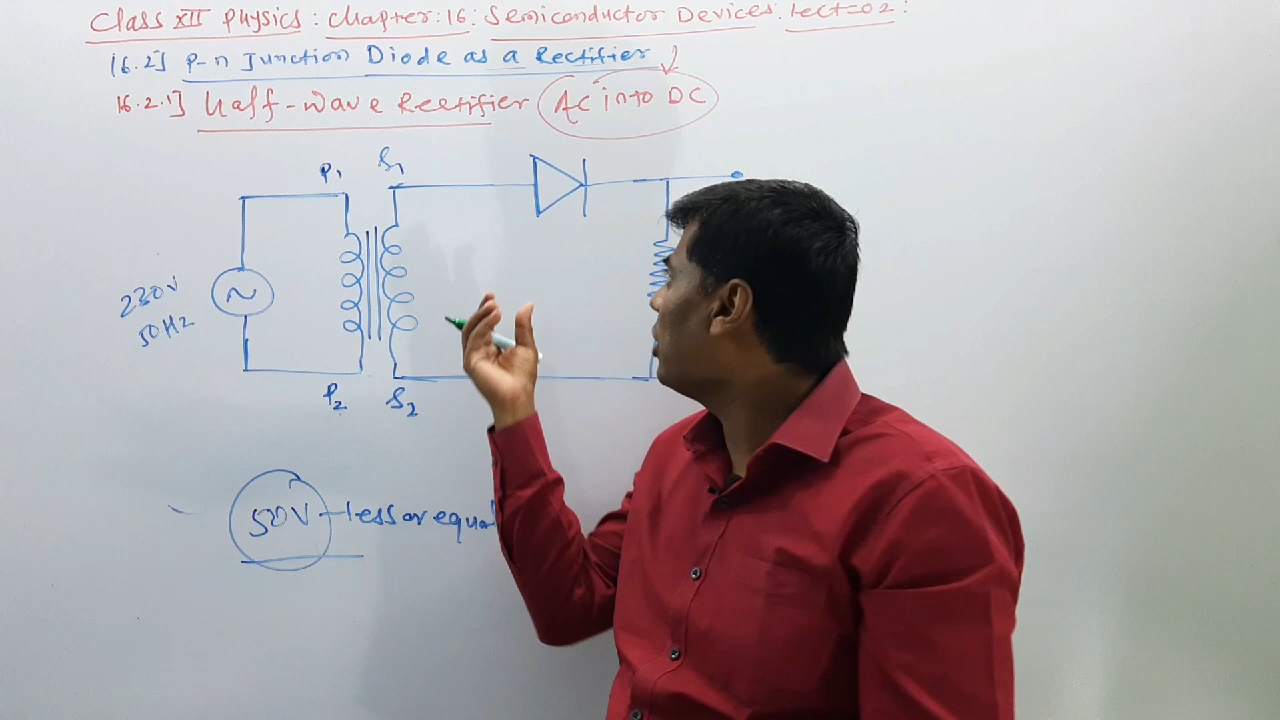 Class XII Physics : Chapter : 16 : Semiconductor Devices. Lect=02 :
16.2] P-n Junction Diode as a Rectifier
16.2.1] Half-Wave Rectifier AC into DC
P1 S1
230V
50Hz
P2 S2
50V - less or equal